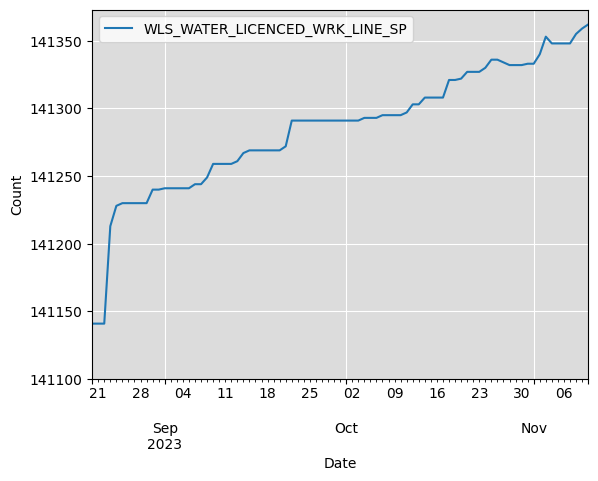 WLS_WATER_LICENCED_WRK_LINE_SP
141350
141300
141250
141200
141150
141100
Count
21 28 04 11 18 25 02 09 16 23 30 06
Sep Oct Nov
2023
Date